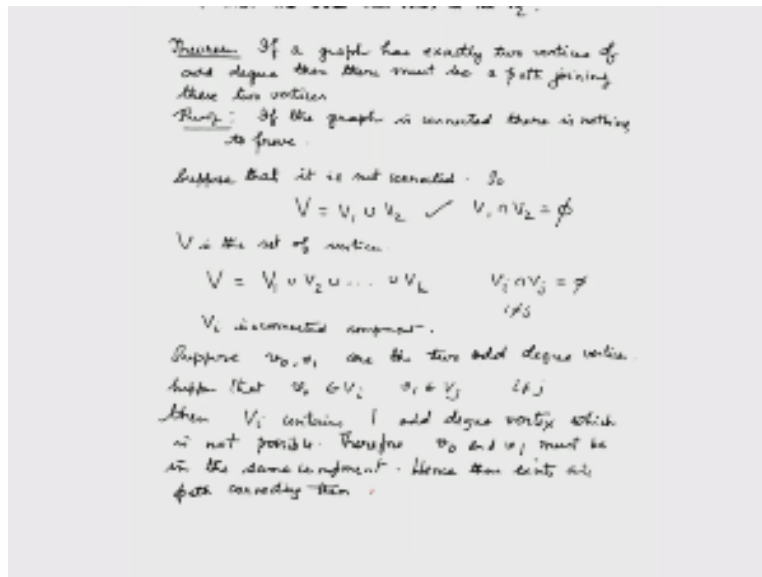 Theorem If a graph has exactly two vertices of
odd degree then there must be a path joining
these two vertices
Proof : If the graph is connected there is nothing
to prove.
Suppose that it is not connected. So
V = V₁ ∪ V₂ ✓ V₁ ∩ V₂ = ϕ
V is the set of vertices.
V = V₁ ∪ V₂ ∪ .... ∪ Vₖ Vᵢ ∩ Vⱼ = ϕ
i≠j
Vᵢ is connected component.
Suppose v₀, v₁ are the two odd degree vertices.
Suppose that v₀ ∈ Vᵢ v₁ ∈ Vⱼ i≠j
then Vᵢ contains 1 odd degree vertex which
is not possible. Therefore v₀ and v₁ must be
in the same component. Hence there exists a
path connecting them.